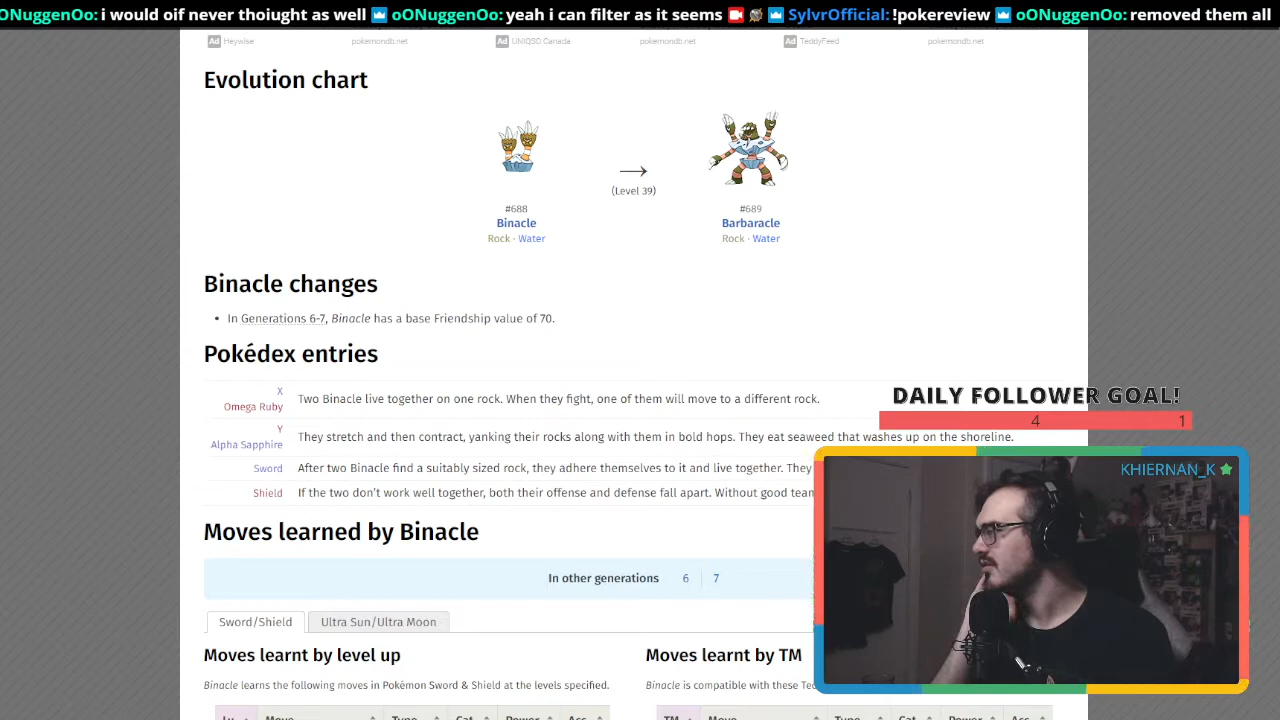 oONuggenOo: i would oif never thoiught as well oONuggenOo: yeah i can filter as it seems SylvrOfficial: !pokereview oONuggenOo: removed them all
Ad Heywise pokemondb.net Ad UNIQSO Canada pokemondb.net Ad TeddyFeed pokemondb.net
Evolution chart
(Level 39)
#688
Binacle
Rock · Water
#689
Barbaracle
Rock · Water
Binacle changes
• In Generations 6-7, Binacle has a base Friendship value of 70.
Pokédex entries
X
Omega Ruby
Two Binacle live together on one rock. When they fight, one of them will move to a different rock.
Y
Alpha Sapphire
They stretch and then contract, yanking their rocks along with them in bold hops. They eat seaweed that washes up on the shoreline.
Sword After two Binacle find a suitably sized rock, they adhere themselves to it and live together. They
Shield If the two don't work well together, both their offense and defense fall apart. Without good
DAILY FOLLOWER GOAL!
4 1
KHIERNAN_K
Moves learned by Binacle
In other generations 6 7
Sword/Shield Ultra Sun/Ultra Moon
Moves learnt by level up
Binacle learns the following moves in Pokémon Sword & Shield at the levels specified.
Moves learnt by TM
Binacle is compatible with these
Lv. Move Type Cat. Power Acc.
TM Move Type Cat. Power Acc.